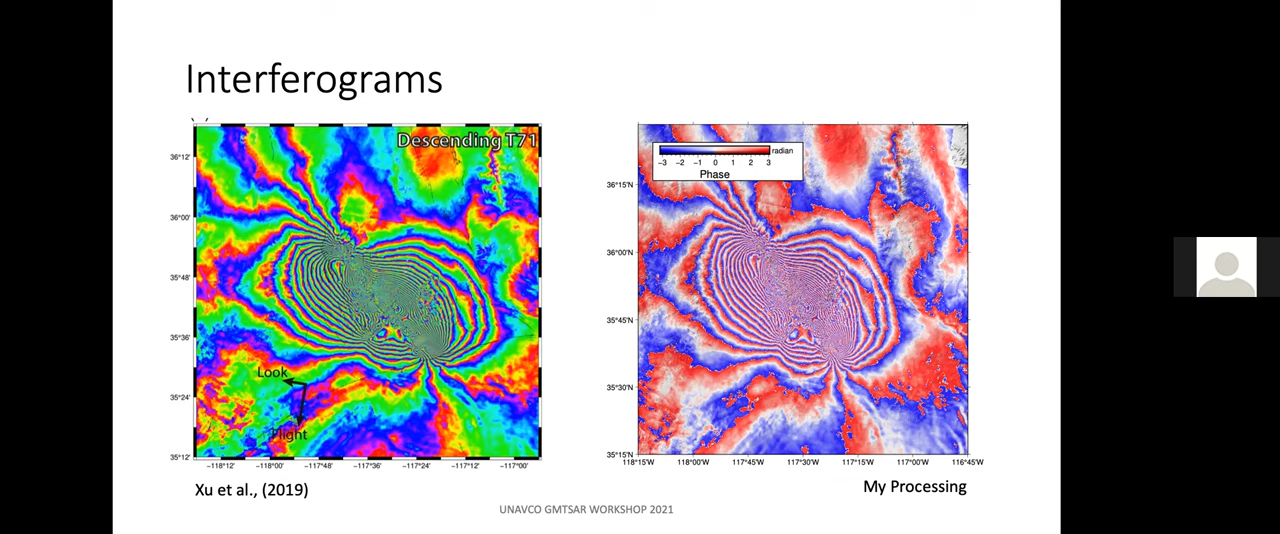 Interferograms
Descending T71
36°12'
36°00'
35°48'
35°36'
35°24'
35°12'
Look
Flight
−118°12'
−118°00'
−117°48'
−117°36'
−117°24'
−117°12'
−117°00'
Xu et al., (2019)
−3 −2 −1 0 1 2 3
radian
Phase
36°15'N
36°00'N
35°45'N
35°30'N
35°15'N
118°15'W
118°00'W
117°45'W
117°30'W
117°15'W
117°00'W
116°45'W
My Processing
UNAVCO GMTSAR WORKSHOP 2021